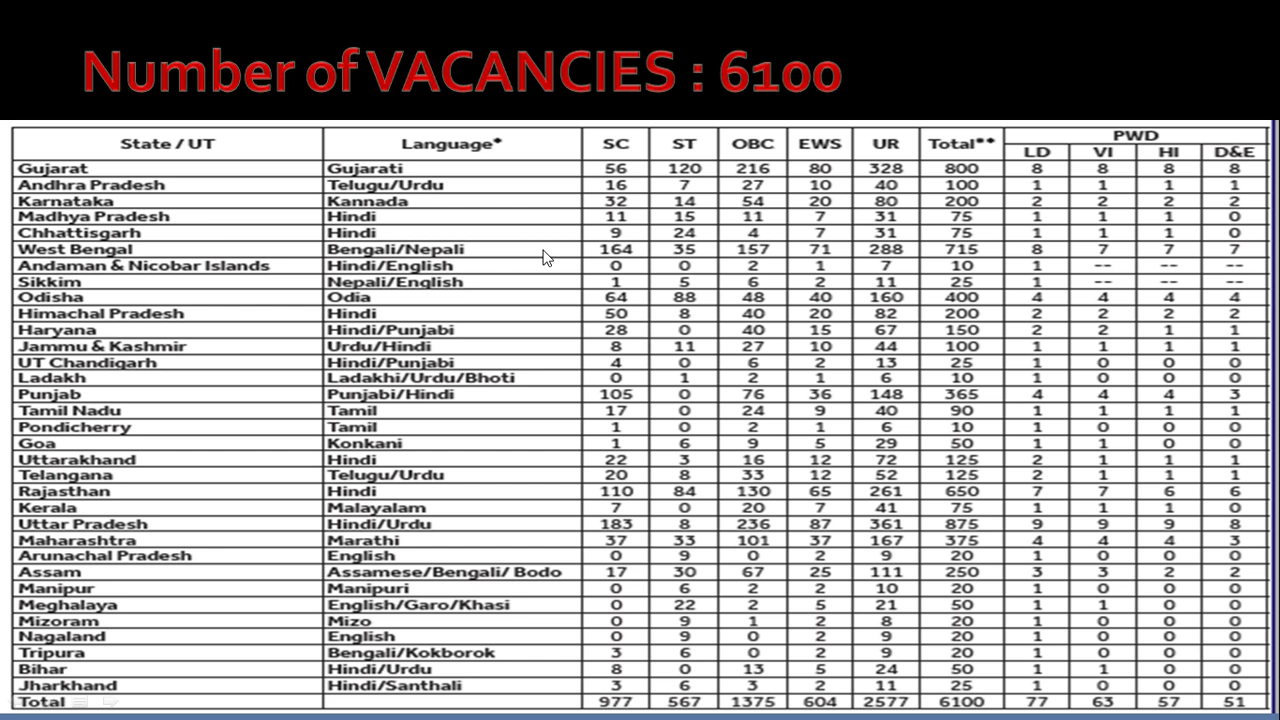 Number of VACANCIES : 6100
State / UT Language* SC ST OBC EWS UR Total** PWD
LD VI HI D&E
Gujarat Gujarati 56 120 216 80 328 800 8 8 8 8
Andhra Pradesh Telugu/Urdu 16 7 27 10 40 100 1 1 1 1
Karnataka Kannada 32 14 54 20 80 200 2 2 2 2
Madhya Pradesh Hindi 11 15 11 7 31 75 1 1 1 0
Chhattisgarh Hindi 9 24 4 7 31 75 1 1 1 0
West Bengal Bengali/Nepali 164 35 157 71 288 715 8 7 7 7
Andaman & Nicobar Islands Hindi/English 0 0 2 1 7 10 1 -- -- --
Sikkim Nepali/English 1 5 6 2 11 25 1 -- -- --
Odisha Odia 64 88 48 40 160 400 4 4 4 4
Himachal Pradesh Hindi 50 8 40 20 82 200 2 2 2 2
Haryana Hindi/Punjabi 28 0 40 15 67 150 2 2 1 1
Jammu & Kashmir Urdu/Hindi 8 11 27 10 44 100 1 1 1 1
UT Chandigarh Hindi/Punjabi 4 0 6 2 13 25 1 0 0 0
Ladakh Ladakhi/Urdu/Bhoti 0 1 2 1 6 10 1 0 0 0
Punjab Punjabi/Hindi 105 0 76 36 148 365 4 4 4 3
Tamil Nadu Tamil 17 0 24 9 40 90 1 1 1 1
Pondicherry Tamil 1 0 2 1 6 10 1 0 0 0
Goa Konkani 1 6 9 5 29 50 1 1 0 0
Uttarakhand Hindi 22 3 16 12 72 125 2 1 1 1
Telangana Telugu/Urdu 20 8 33 12 52 125 2 1 1 1
Rajasthan Hindi 110 84 130 65 261 650 7 7 6 6
Kerala Malayalam 7 0 20 7 41 75 1 1 1 0
Uttar Pradesh Hindi/Urdu 183 8 236 87 361 875 9 9 9 8
Maharashtra Marathi 37 33 101 37 167 375 4 4 4 3
Arunachal Pradesh English 0 9 0 2 9 20 1 0 0 0
Assam Assamese/Bengali/ Bodo 17 30 67 25 111 250 3 3 2 2
Manipur Manipuri 0 6 2 2 10 20 1 0 0 0
Meghalaya English/Garo/Khasi 0 22 2 5 21 50 1 1 0 0
Mizoram Mizo 0 9 1 2 8 20 1 0 0 0
Nagaland English 0 9 0 2 9 20 1 0 0 0
Tripura Bengali/Kokborok 3 6 0 2 9 20 1 0 0 0
Bihar Hindi/Urdu 8 0 13 5 24 50 1 1 0 0
Jharkhand Hindi/Santhali 3 6 3 2 11 25 1 0 0 0
Total 977 567 1375 604 2577 6100 77 63 57 51